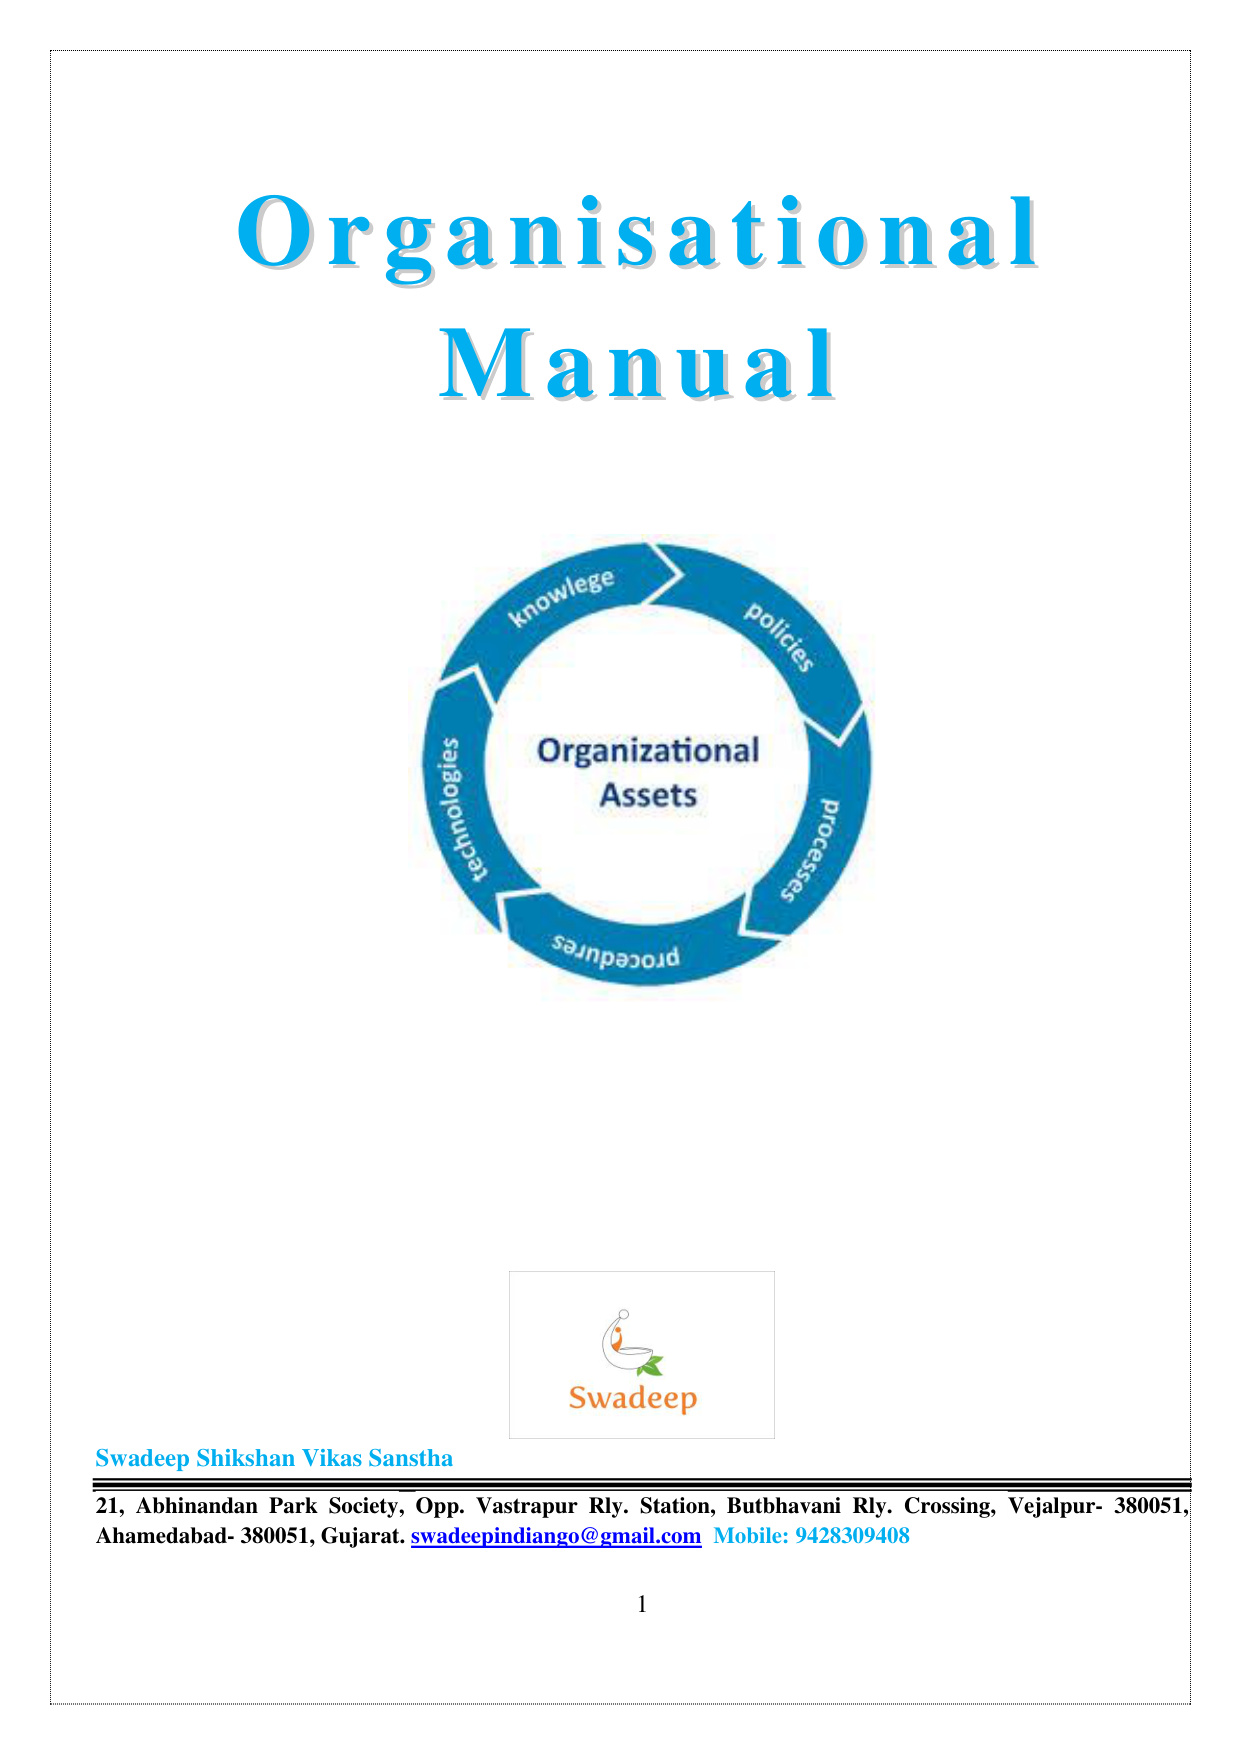 Organisational
Manual
knowlege
policies
processes
procedures
technologies
Organizational
Assets
Swadeep
Swadeep Shikshan Vikas Sanstha
21, Abhinandan Park Society, Opp. Vastrapur Rly. Station, Butbhavani Rly. Crossing, Vejalpur- 380051,
Ahamedabad- 380051, Gujarat. swadeepindiango@gmail.com Mobile: 9428309408
1